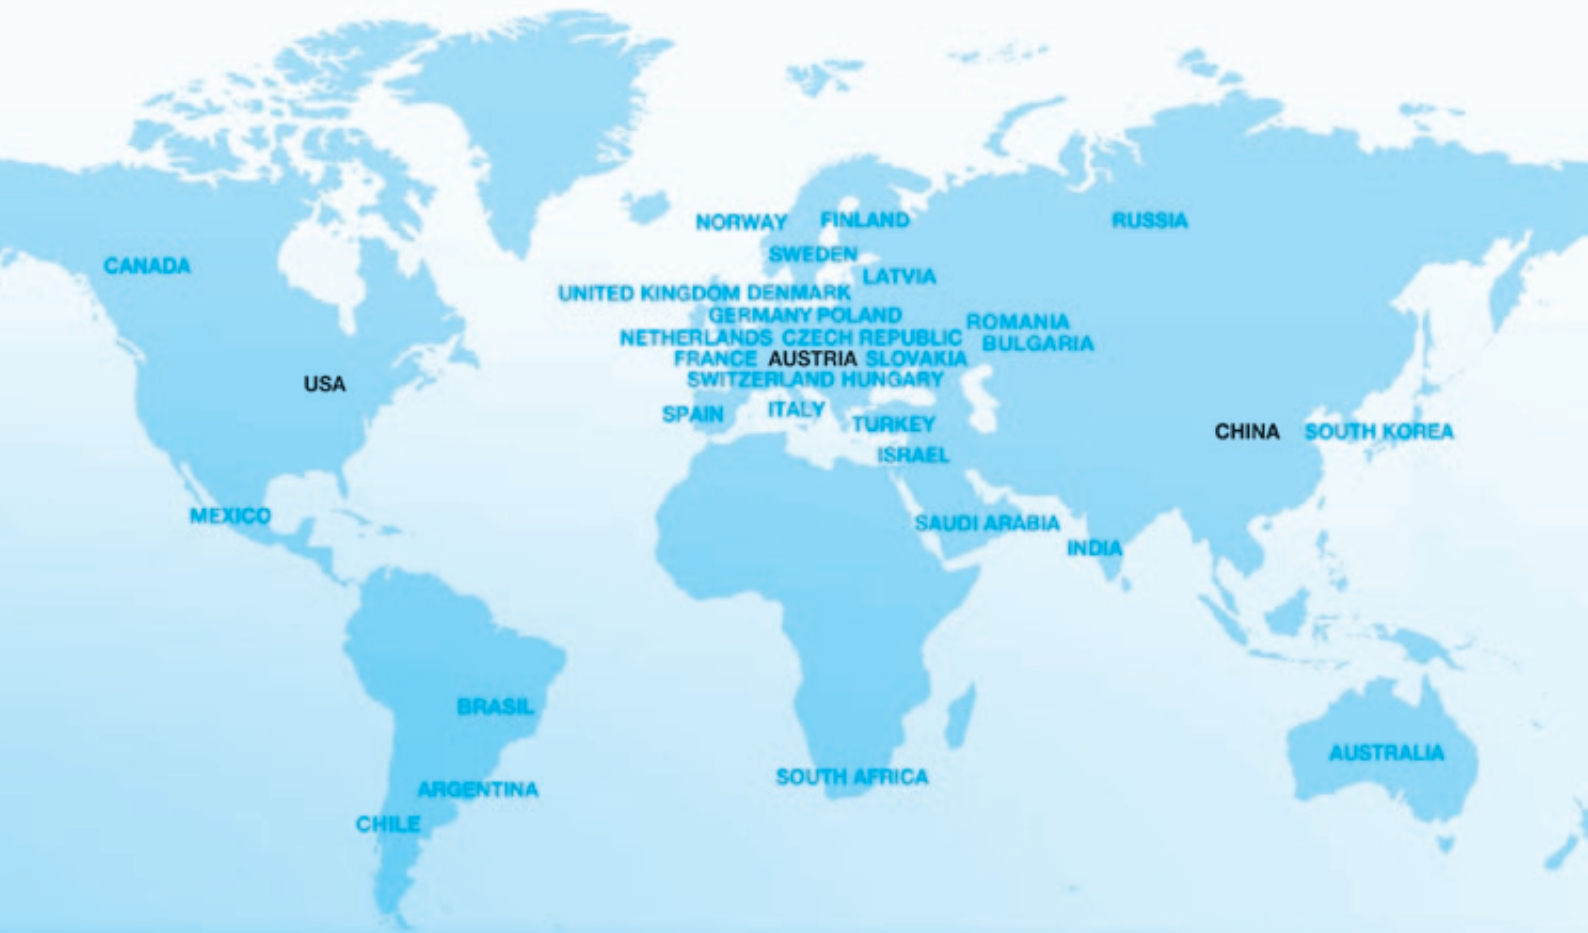 NORWAY FINLAND RUSSIA
SWEDEN
CANADA
LATVIA
UNITED KINGDOM DENMARK
GERMANY POLAND
ROMANIA
NETHERLANDS CZECH REPUBLIC
BULGARIA
FRANCE AUSTRIA SLOVAKIA
SWITZERLAND HUNGARY
USA
SPAIN ITALY
TURKEY
CHINA SOUTH KOREA
ISRAEL
MEXICO
SAUDI ARABIA
INDIA
BRASIL
AUSTRALIA
SOUTH AFRICA
ARGENTINA
CHILE